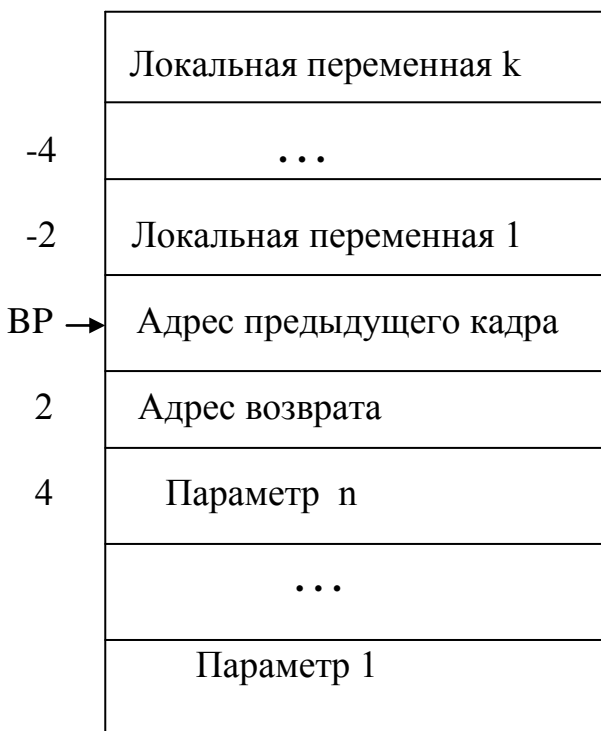 Локальная переменная k
-4 ...
-2 Локальная переменная 1
BP Адрес предыдущего кадра
2 Адрес возврата
4 Параметр n
...
Параметр 1